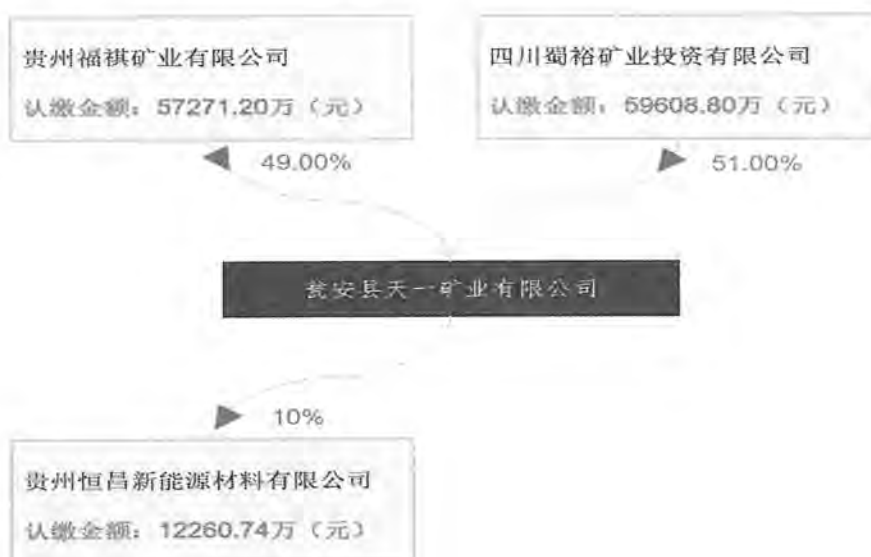 贵州福祺矿业有限公司
认缴金额：57271.20万（元）
四川蜀裕矿业投资有限公司
认缴金额：59608.80万（元）
49.00%
51.00%
瓮安县天一矿业有限公司
10%
贵州恒昌新能源材料有限公司
认缴金额：12260.74万（元）